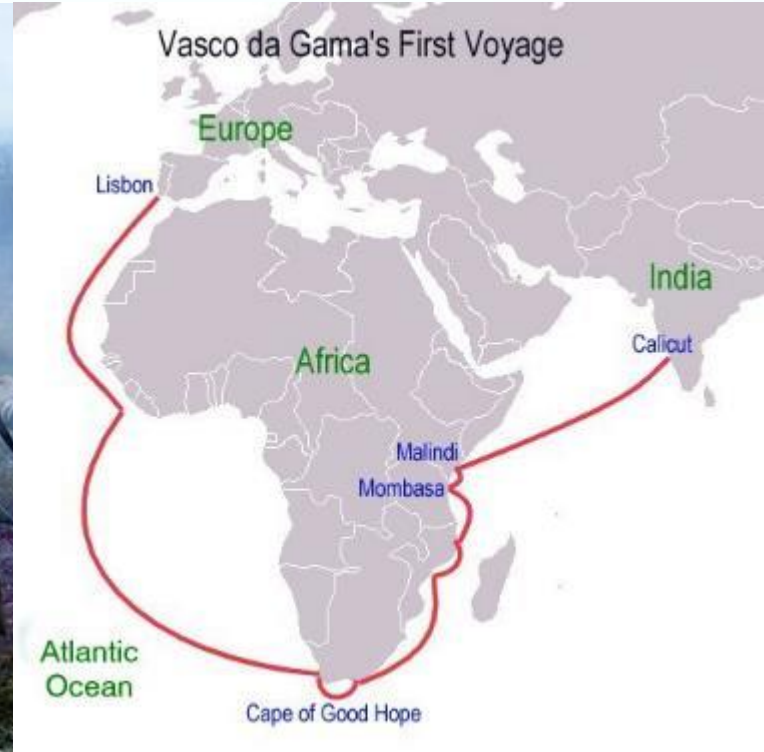 Vasco da Gama's First Voyage
Europe
Lisbon
India
Calicut
Africa
Malindi
Mombasa
Atlantic
Ocean
Cape of Good Hope